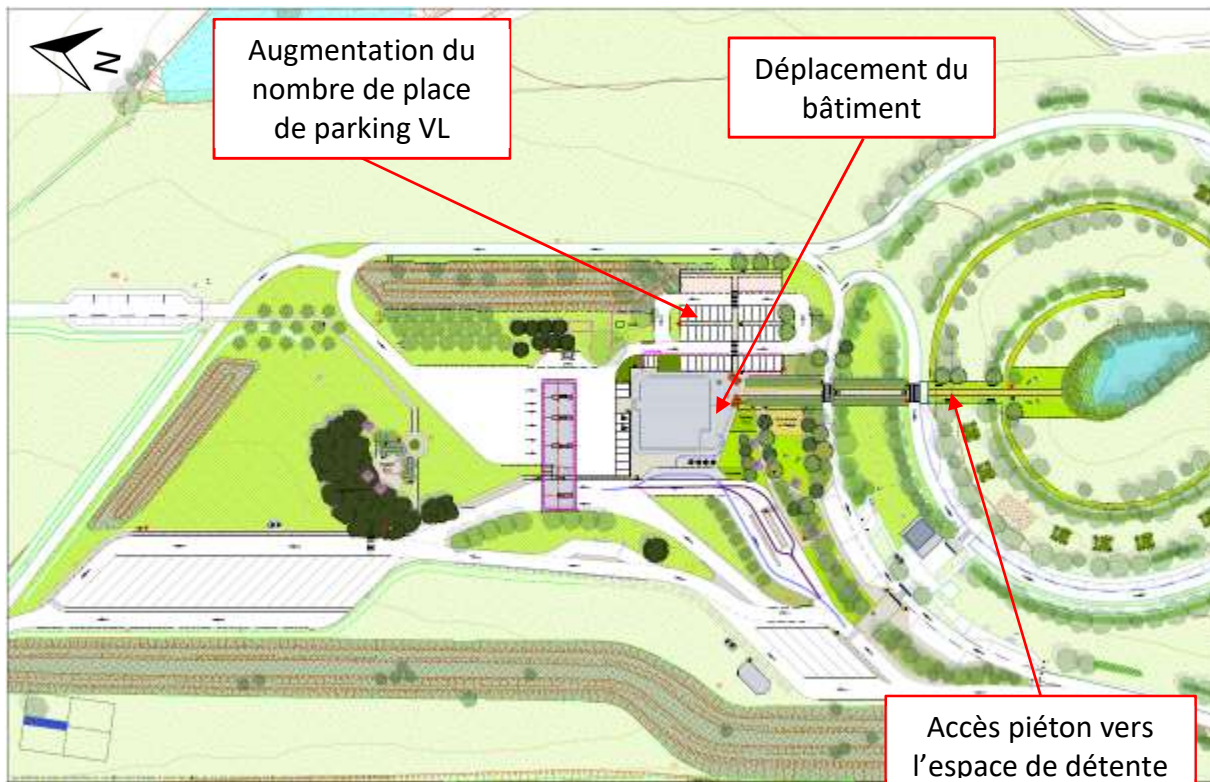 N
Augmentation du
nombre de place
de parking VL
Déplacement du
bâtiment
Accès piéton vers
l’espace de détente